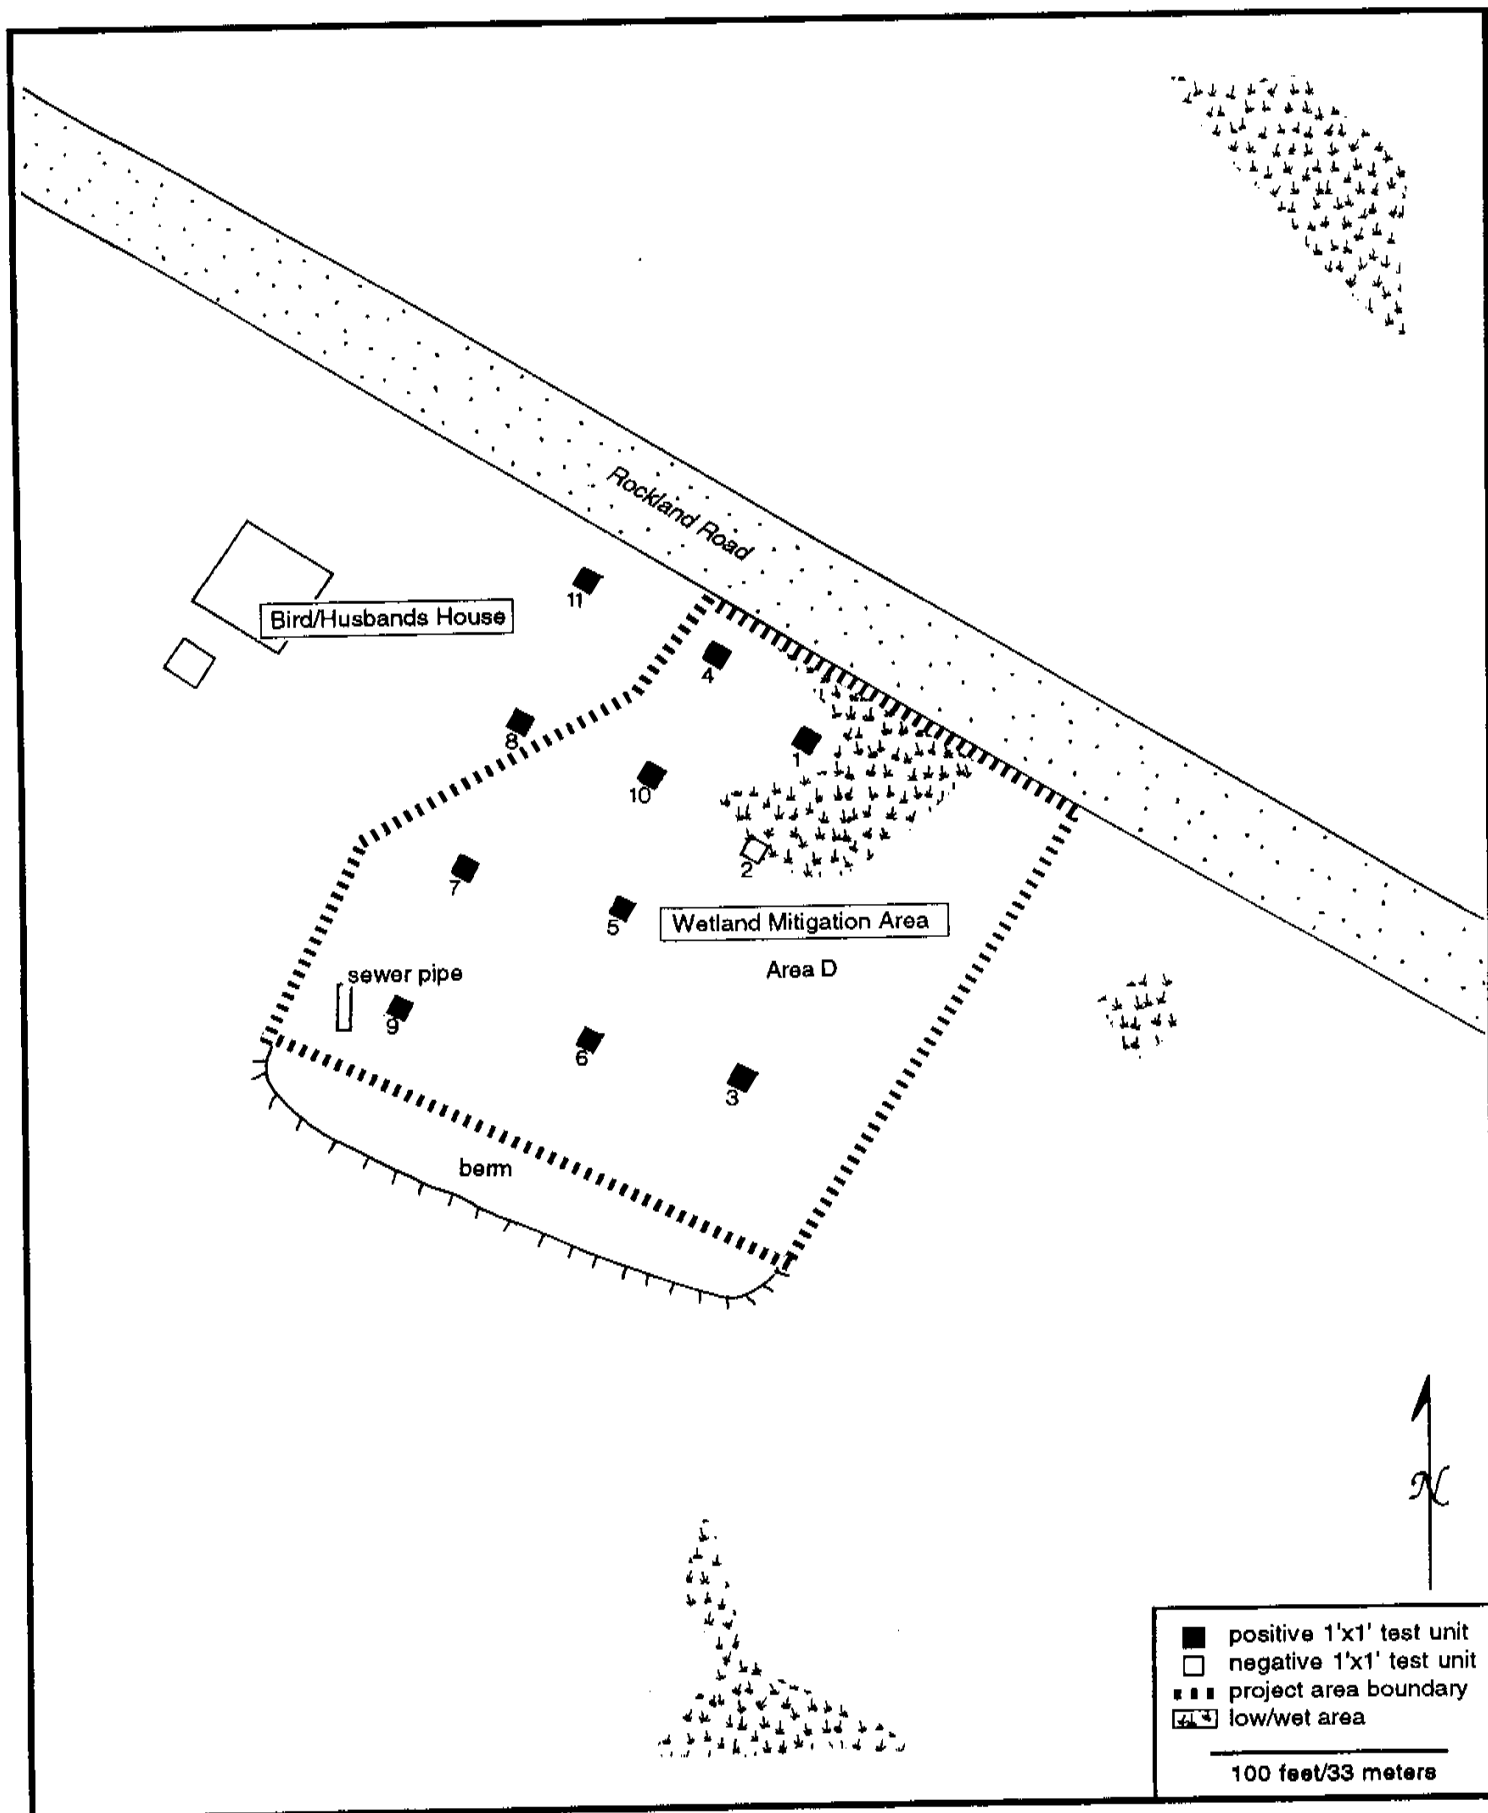 Rockland Road
11
Bird/Husbands House
4
8
1
10
2
7
5
Wetland Mitigation Area
Area D
sewer pipe
9
6
3
berm
N
positive 1'x1' test unit
negative 1'x1' test unit
project area boundary
low/wet area
100 feet/33 meters